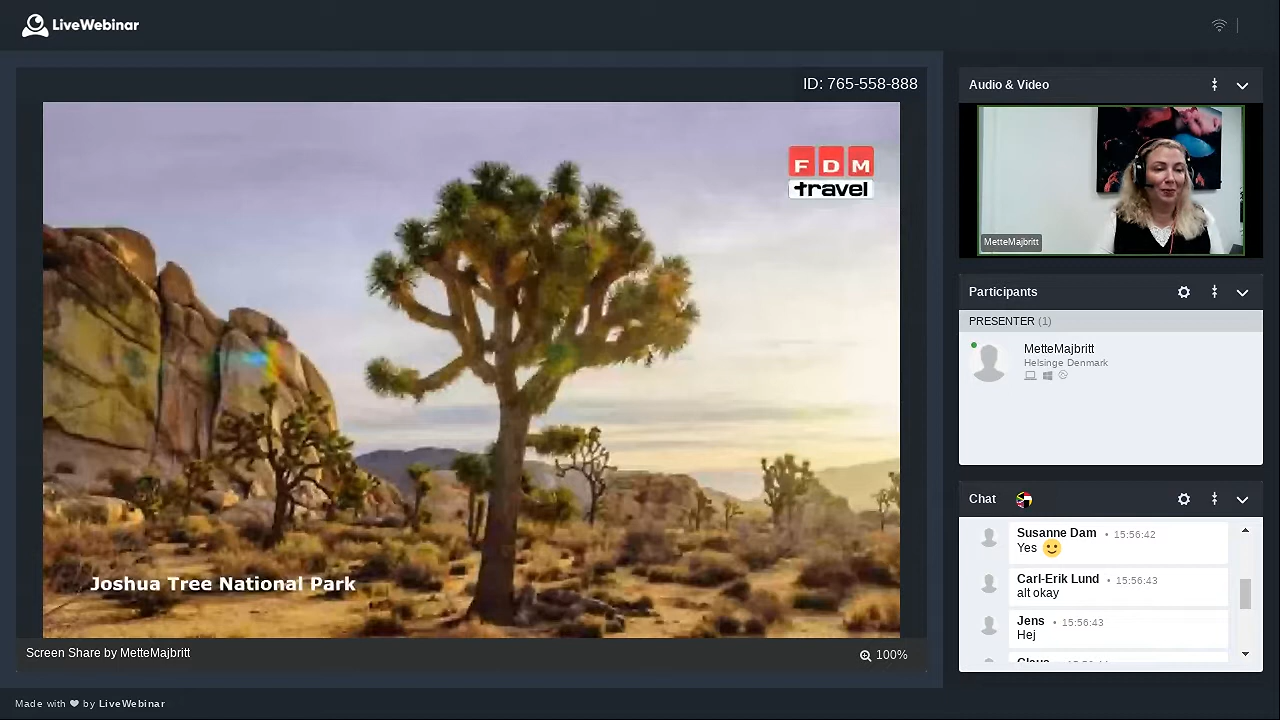 LiveWebinar
ID: 765-558-888
FDM
travel
Joshua Tree National Park
Screen Share by MetteMajbritt
100%
Audio & Video
MetteMajbritt
Participants
PRESENTER (1)
MetteMajbritt
Helsinge Denmark
Chat
Susanne Dam • 15:56:42
Yes
Carl-Erik Lund • 15:56:43
alt okay
Jens • 15:56:43
Hej
Made with by LiveWebinar